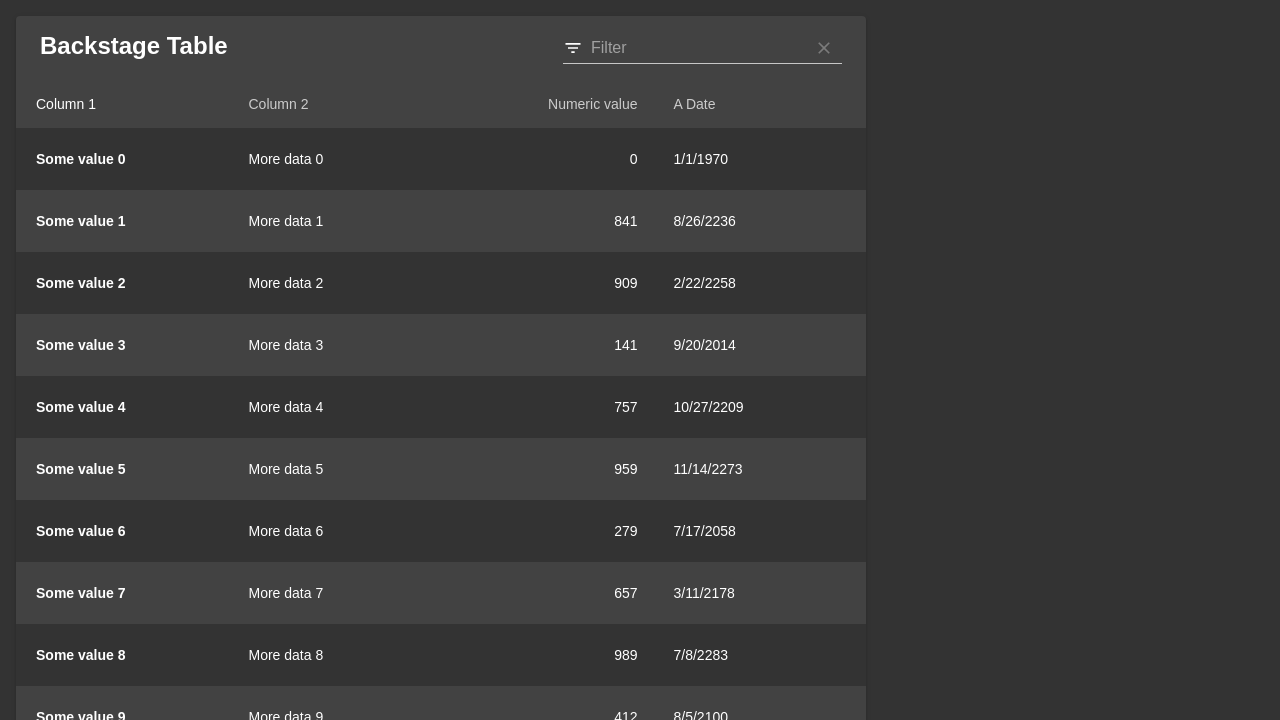 Backstage Table
Filter
Column 1 Column 2 Numeric value A Date
Some value 0 More data 0 0 1/1/1970
Some value 1 More data 1 841 8/26/2236
Some value 2 More data 2 909 2/22/2258
Some value 3 More data 3 141 9/20/2014
Some value 4 More data 4 757 10/27/2209
Some value 5 More data 5 959 11/14/2273
Some value 6 More data 6 279 7/17/2058
Some value 7 More data 7 657 3/11/2178
Some value 8 More data 8 989 7/8/2283
Some value 9 More data 9 412 8/5/2100